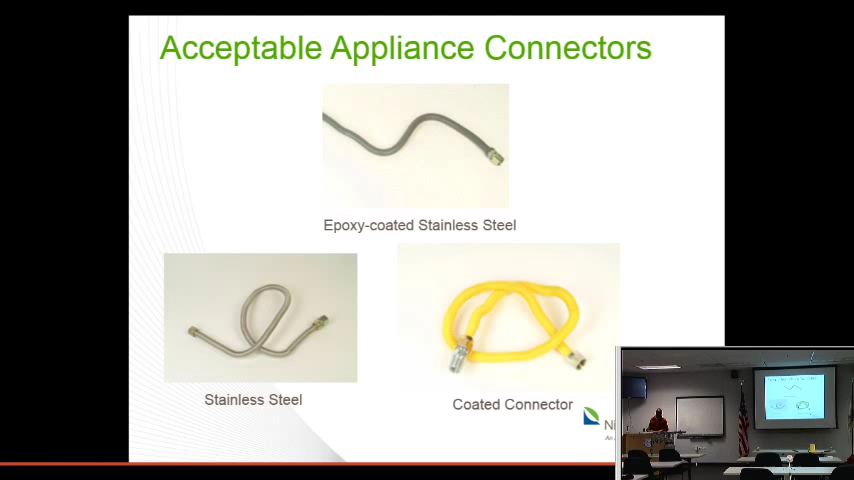 Acceptable Appliance Connectors
Epoxy-coated Stainless Steel
Stainless Steel
Coated Connector